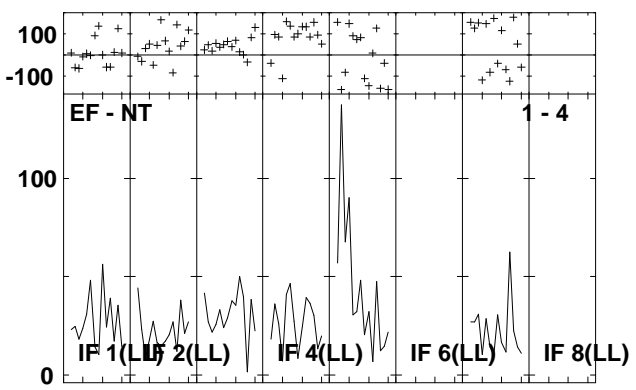 100
-100
EF - NT 1 - 4
100
0
IF 1(LL) IF 2(LL) IF 4(LL) IF 6(LL) IF 8(LL)